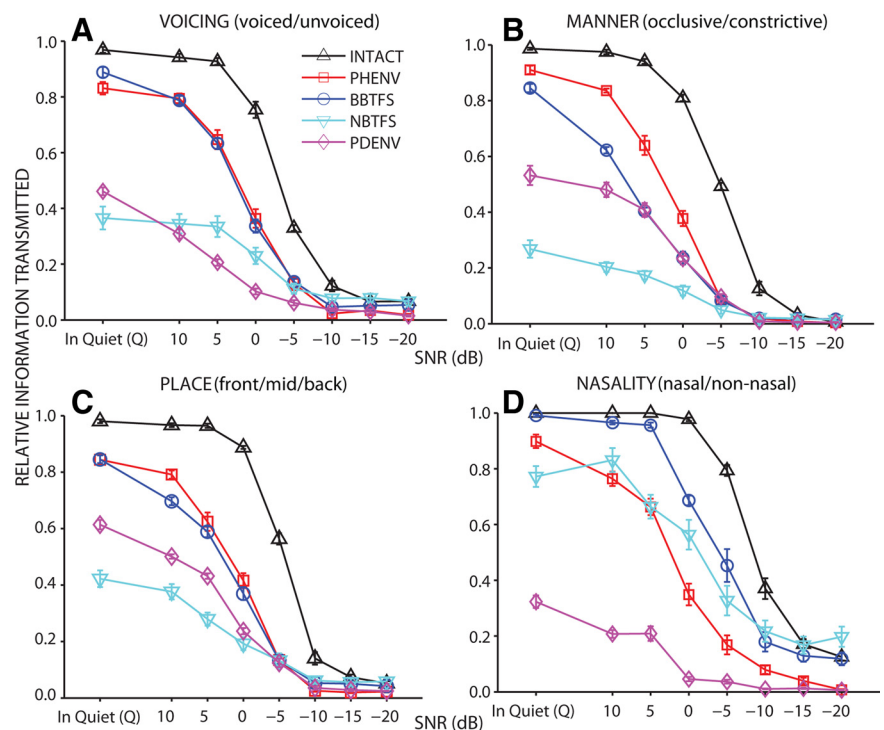 A VOICING (voiced/unvoiced)
1.0
0.8
0.6
0.4
0.2
0.0
INTACT
PHENV
BBTFS
NBTFS
PDENV
In Quiet (Q) 10 5 0 −5 −10 −15 −20
SNR (dB)
B MANNER (occlusive/constrictive)
1.0
0.8
0.6
0.4
0.2
0.0
In Quiet (Q) 10 5 0 −5 −10 −15 −20
RELATIVE INFORMATION TRANSMITTED
C PLACE (front/mid/back)
1.0
0.8
0.6
0.4
0.2
0.0
In Quiet (Q) 10 5 0 −5 −10 −15 −20
SNR (dB)
D NASALITY (nasal/non-nasal)
1.0
0.8
0.6
0.4
0.2
0.0
In Quiet (Q) 10 5 0 −5 −10 −15 −20